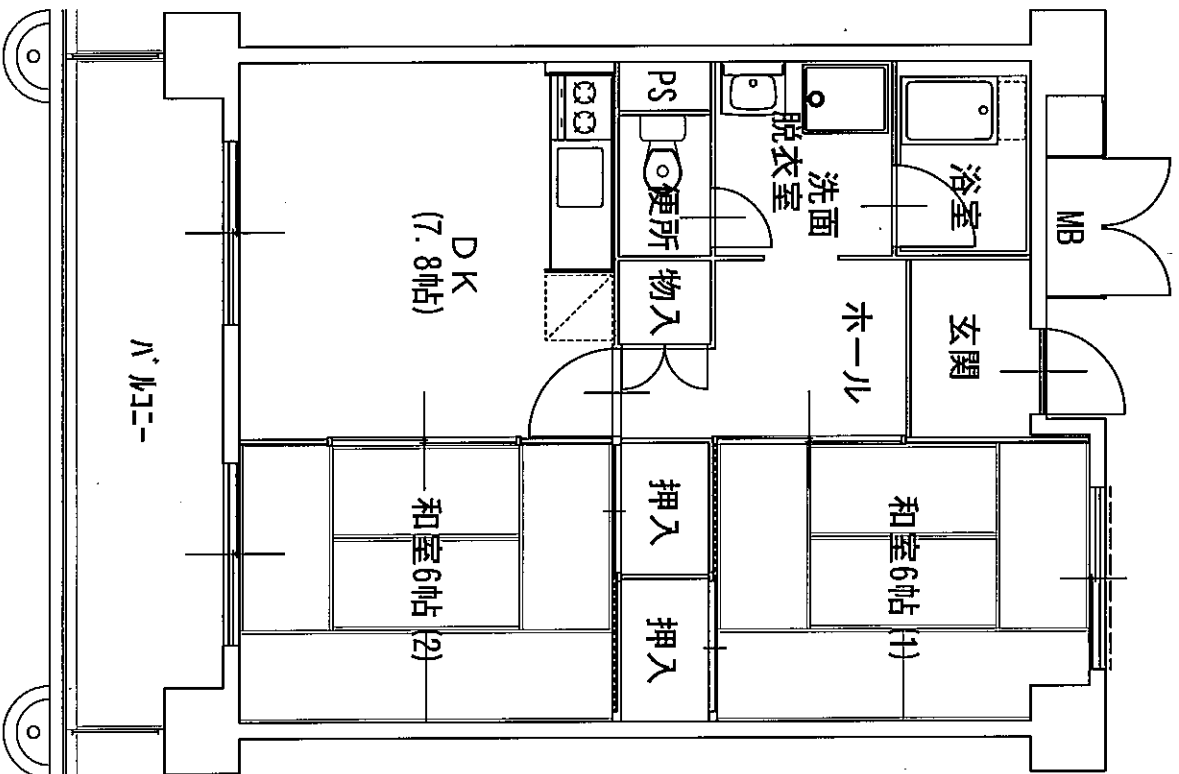 MB
浴室
玄関
洗面
脱衣室
ホール
和室6帖(1)
PS
便所
物入
押入
押入
DK
(7.8帖)
和室6帖(2)
バルコニー